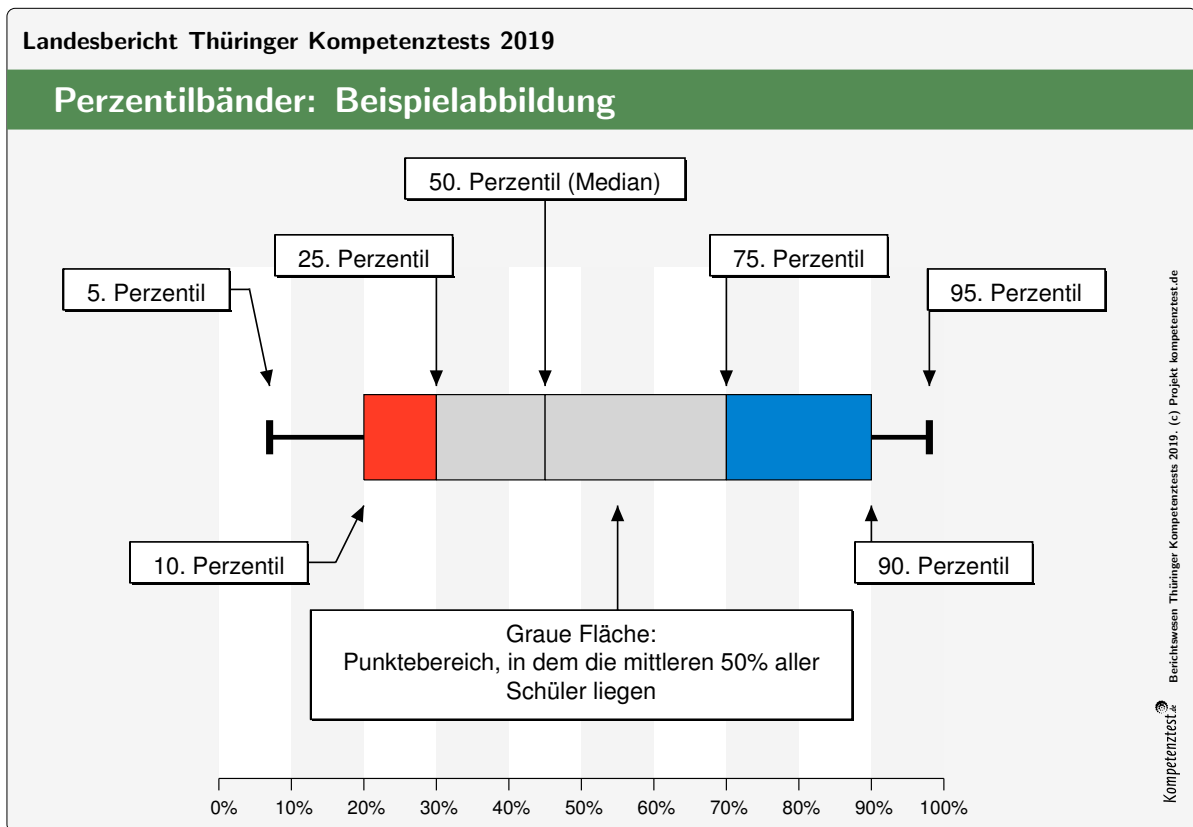 Landesbericht Thüringer Kompetenztests 2019
Perzentilbänder: Beispielabbildung
50. Perzentil (Median)
25. Perzentil
75. Perzentil
5. Perzentil
95. Perzentil
10. Perzentil
90. Perzentil
Graue Fläche:
Punktebereich, in dem die mittleren 50% aller
Schüler liegen
0% 10% 20% 30% 40% 50% 60% 70% 80% 90% 100%
Kompetenztest.de
Berichtswesen Thüringer Kompetenztests 2019. (c) Projekt kompetenztest.de